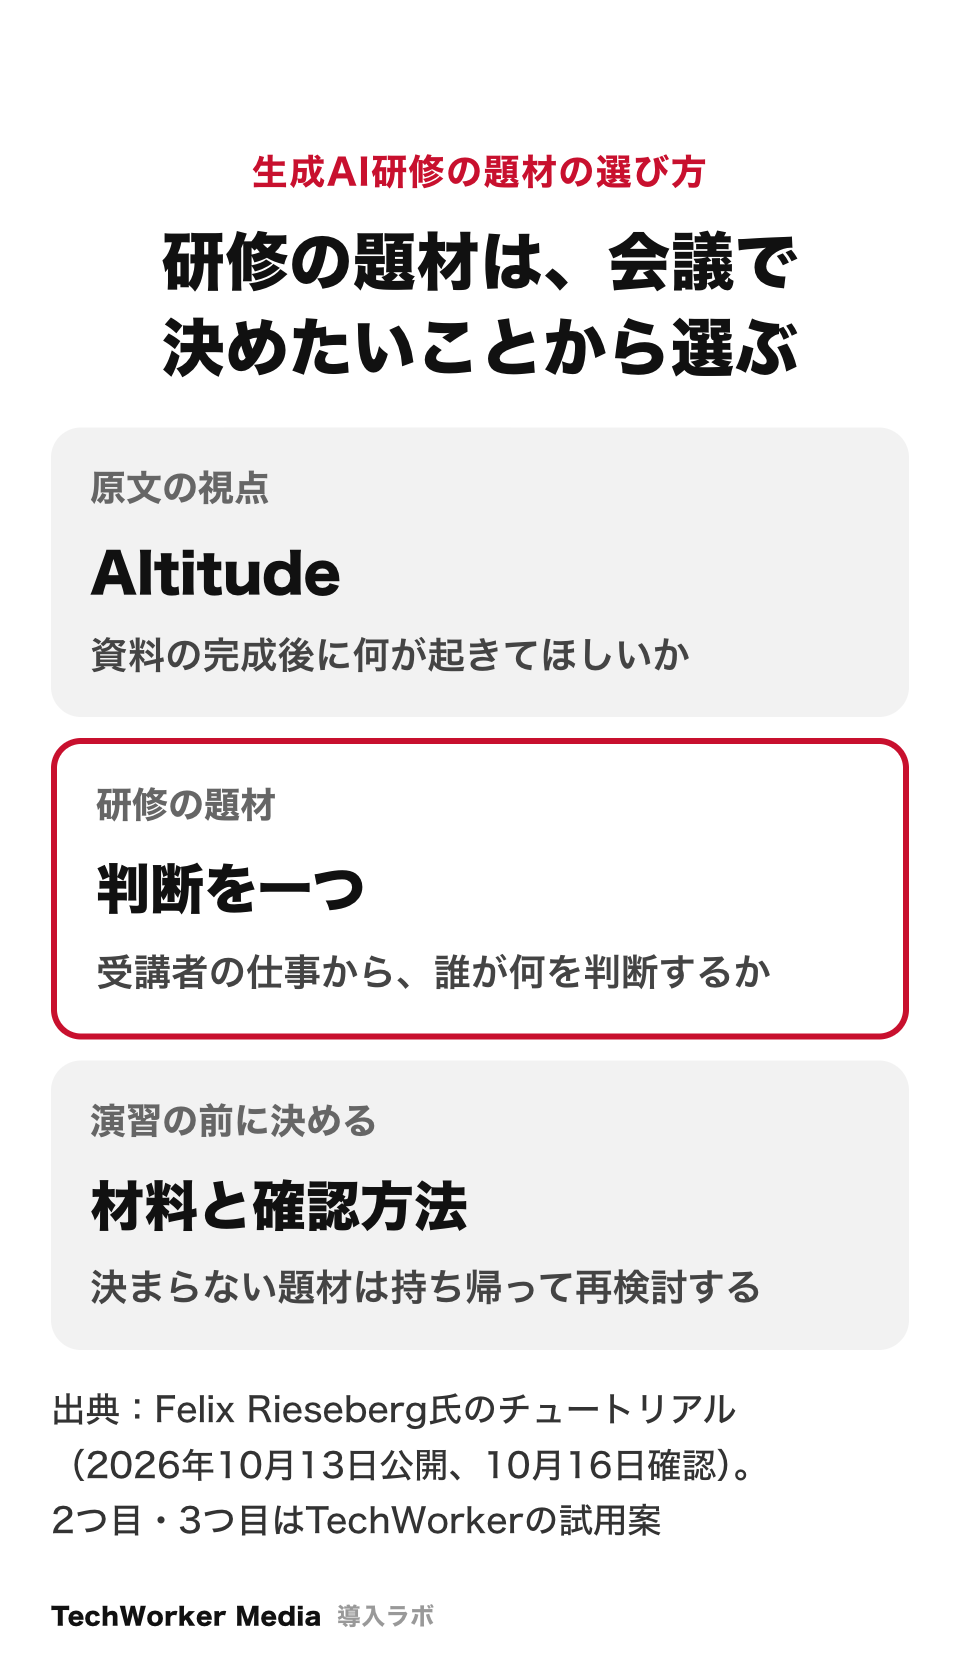 生成AI研修の題材の選び方
研修の題材は、会議で
決めたいことから選ぶ
原文の視点
Altitude
資料の完成後に何が起きてほしいか
研修の題材
判断を一つ
受講者の仕事から、誰が何を判断するか
演習の前に決める
材料と確認方法
決まらない題材は持ち帰って再検討する
出典：Felix Rieseberg氏のチュートリアル
（2026年10月13日公開、10月16日確認）。
2つ目・3つ目はTechWorkerの試用案
TechWorker Media 導入ラボ